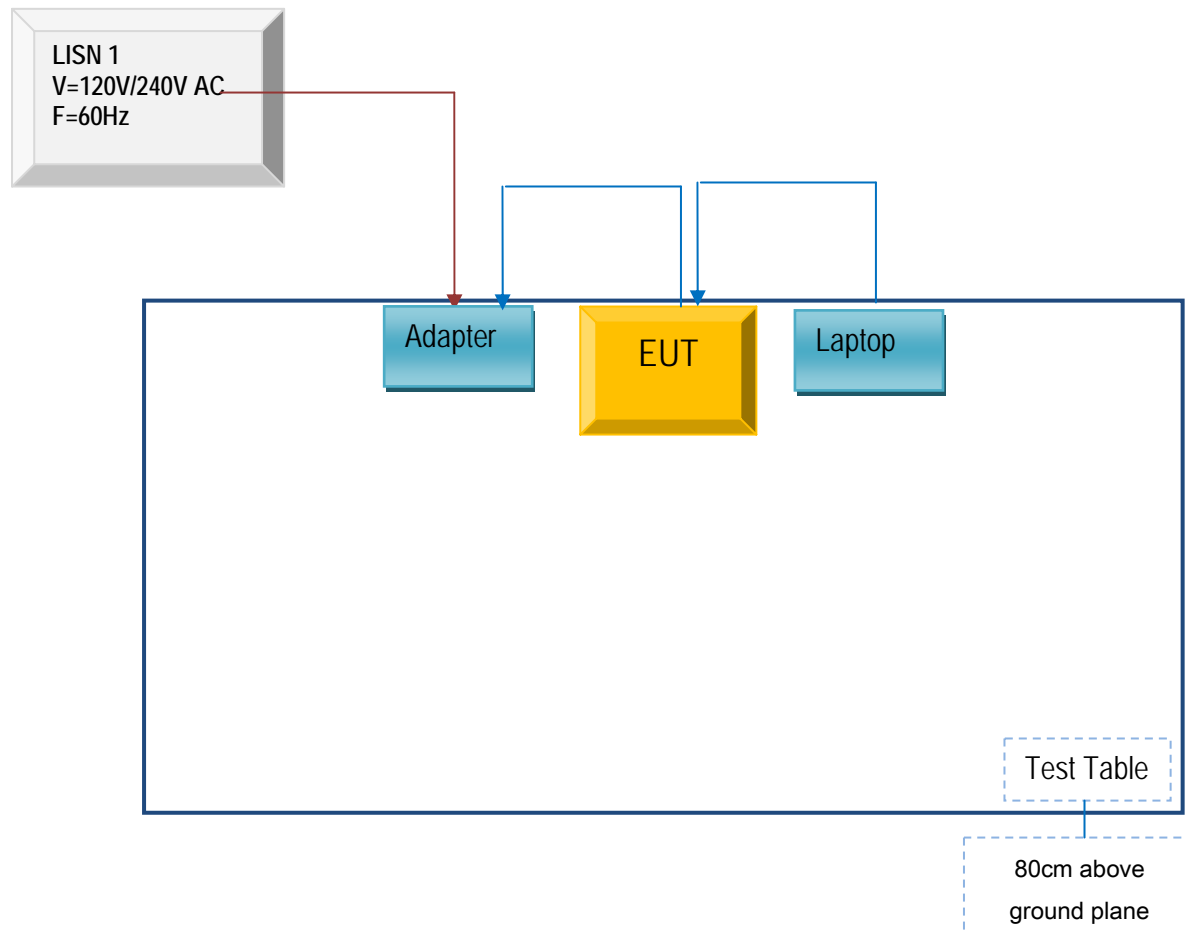 LISN 1
V=120V/240V AC
F=60Hz
Adapter
EUT
Laptop
Test Table
80cm above
ground plane